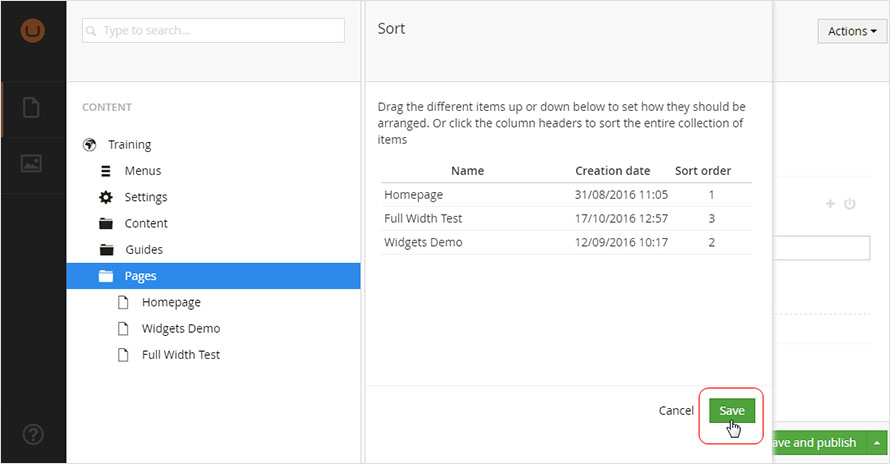 Type to search...
CONTENT
Training
Menus
Settings
Content
Guides
Pages
Homepage
Widgets Demo
Full Width Test
Sort
Drag the different items up or down below to set how they should be
arranged. Or click the column headers to sort the entire collection of
items
Name Creation date Sort order
Homepage 31/08/2016 11:05 1
Full Width Test 17/10/2016 12:57 3
Widgets Demo 12/09/2016 10:17 2
Cancel Save
Actions
ave and publish